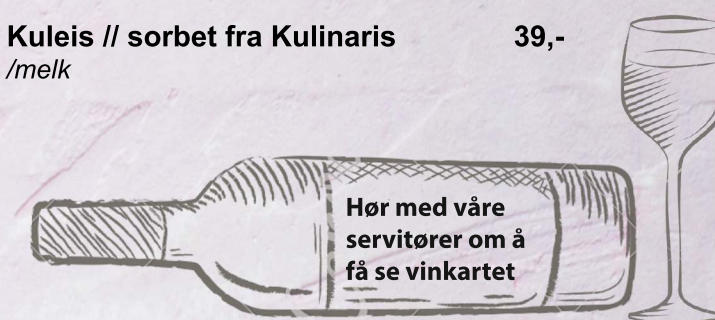 Kuleis // sorbet fra Kulinaris 39,-
/melk
Hør med våre
servitører om å
få se vinkartet